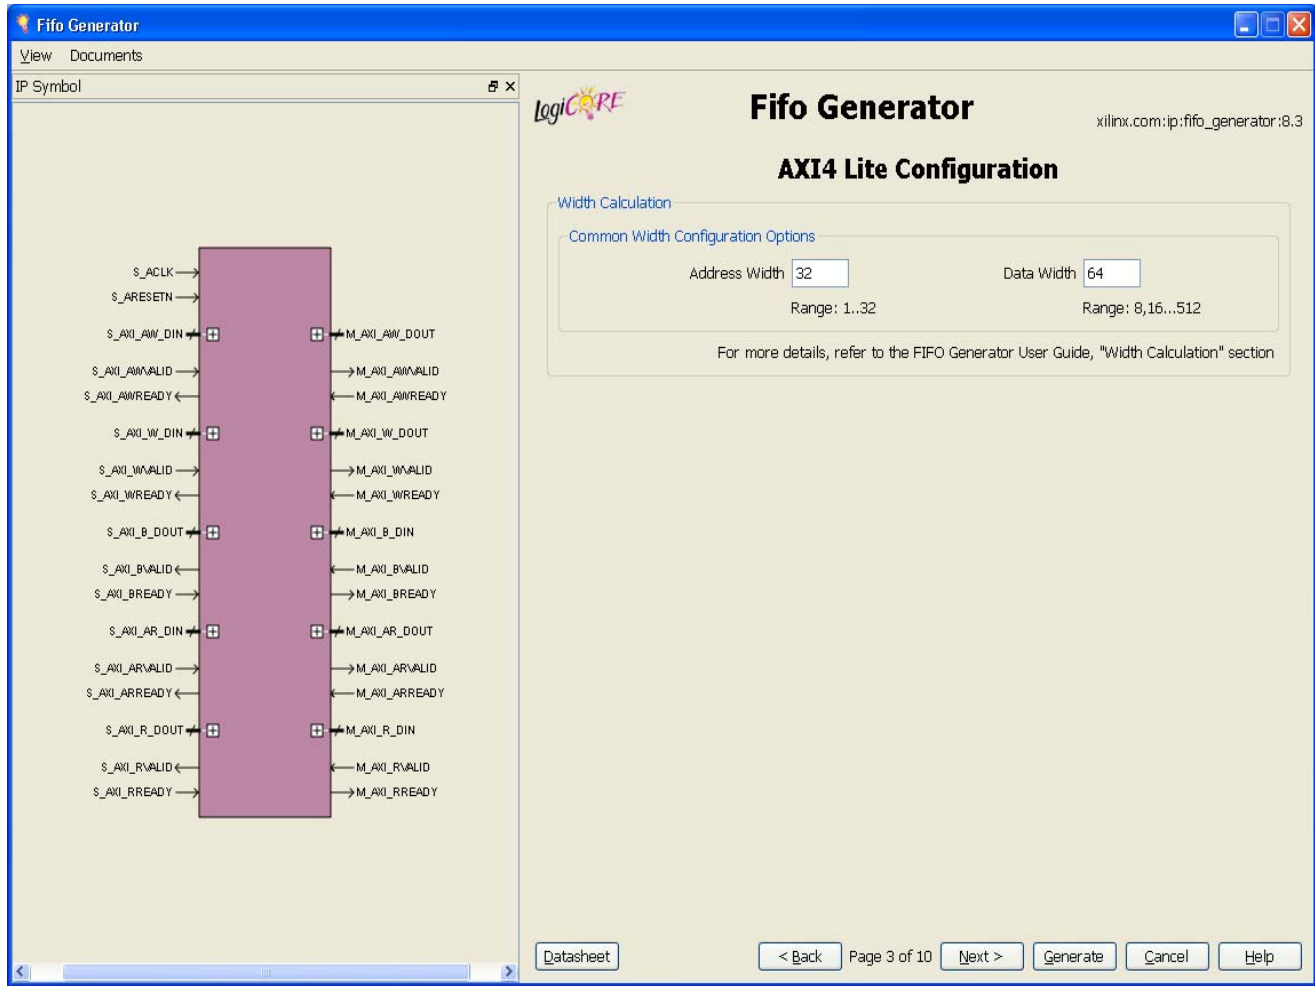 Fifo Generator
View Documents
IP Symbol
S_ACLK
S_ARESETN
S_AXI_AW_DIN
M_AXI_AW_DOUT
S_AXI_AWVALID
M_AXI_AWVALID
S_AXI_AWREADY
M_AXI_AWREADY
S_AXI_W_DIN
M_AXI_W_DOUT
S_AXI_WVALID
M_AXI_WVALID
S_AXI_WREADY
M_AXI_WREADY
S_AXI_B_DOUT
M_AXI_B_DIN
S_AXI_BVALID
M_AXI_BVALID
S_AXI_BREADY
M_AXI_BREADY
S_AXI_AR_DIN
M_AXI_AR_DOUT
S_AXI_ARVALID
M_AXI_ARVALID
S_AXI_ARREADY
M_AXI_ARREADY
S_AXI_R_DOUT
M_AXI_R_DIN
S_AXI_RVALID
M_AXI_RVALID
S_AXI_RREADY
M_AXI_RREADY
LogiCORE
Fifo Generator
xilinx.com:ip:fifo_generator:8.3
AXI4 Lite Configuration
Width Calculation
Common Width Configuration Options
Address Width 32
Data Width 64
Range: 1..32
Range: 8,16...512
For more details, refer to the FIFO Generator User Guide, "Width Calculation" section
Datasheet
< Back
Page 3 of 10
Next >
Generate
Cancel
Help